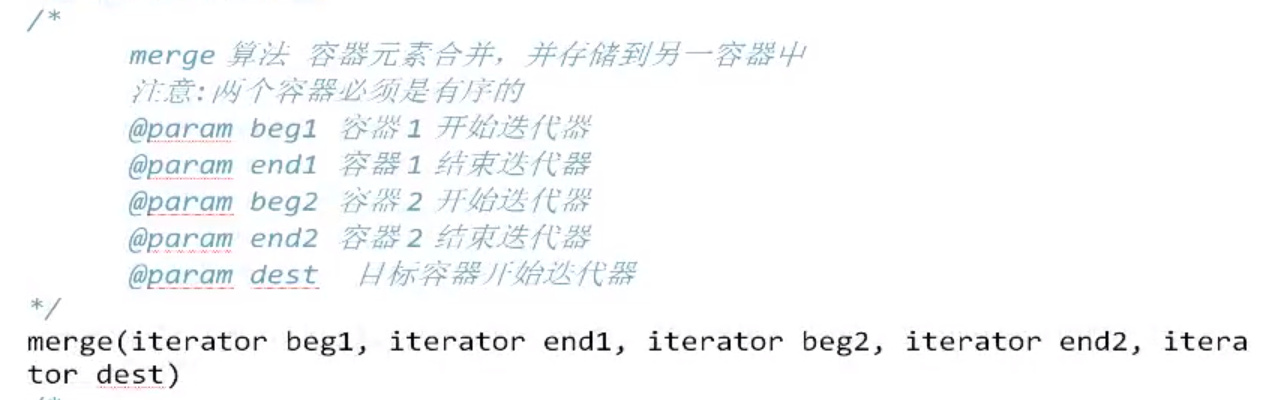 /*
merge 算法 容器元素合并，并存储到另一容器中
注意:两个容器必须是有序的
@param beg1 容器1 开始迭代器
@param end1 容器1 结束迭代器
@param beg2 容器2 开始迭代器
@param end2 容器2 结束迭代器
@param dest 目标容器开始迭代器
*/
merge(iterator beg1, iterator end1, iterator beg2, iterator end2, itera
tor dest)
/*